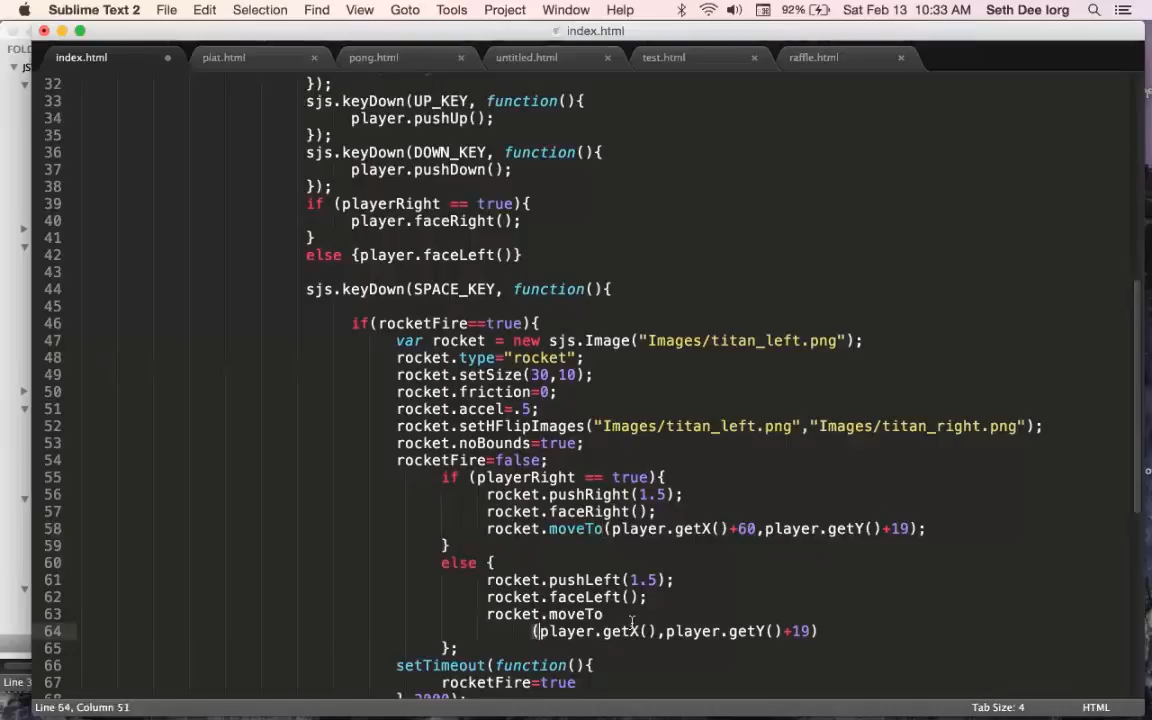 Sublime Text 2 File Edit Selection Find View Goto Tools Project Window Help 92% Sat Feb 13 10:33 AM Seth Dee Iorg
index.html
FOL
index.html piat.html pong.html untitled.html test.html raffle.html
32 });
33 sjs.keyDown(UP_KEY, function(){
34 player.pushUp();
35 });
36 sjs.keyDown(DOWN_KEY, function(){
37 player.pushDown();
38 });
39 if (playerRight == true){
40 player.faceRight();
41 }
42 else {player.faceLeft()}
43
44 sjs.keyDown(SPACE_KEY, function(){
45
46 if(rocketFire==true){
47 var rocket = new sjs.Image("Images/titan_left.png");
48 rocket.type="rocket";
49 rocket.setSize(30,10);
50 rocket.friction=0;
51 rocket.accel=.5;
52 rocket.setHFlipImages("Images/titan_left.png","Images/titan_right.png");
53 rocket.noBounds=true;
54 rocketFire=false;
55 if (playerRight == true){
56 rocket.pushRight(1.5);
57 rocket.faceRight();
58 rocket.moveTo(player.getX()+60,player.getY()+19);
59 }
60 else {
61 rocket.pushLeft(1.5);
62 rocket.faceLeft();
63 rocket.moveTo
64 (player.getX(),player.getY()+19)
65 };
66 setTimeout(function(){
67 rocketFire=true
68 }, 2000);
Line 3
Line 64, Column 51 Tab Size: 4 HTML